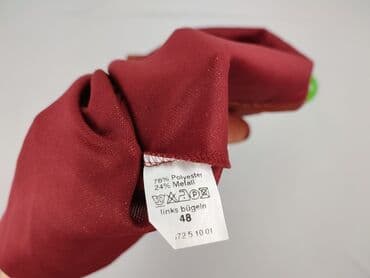 76% Polyester
24% Metall
links bügeln
48
172 5 10 01